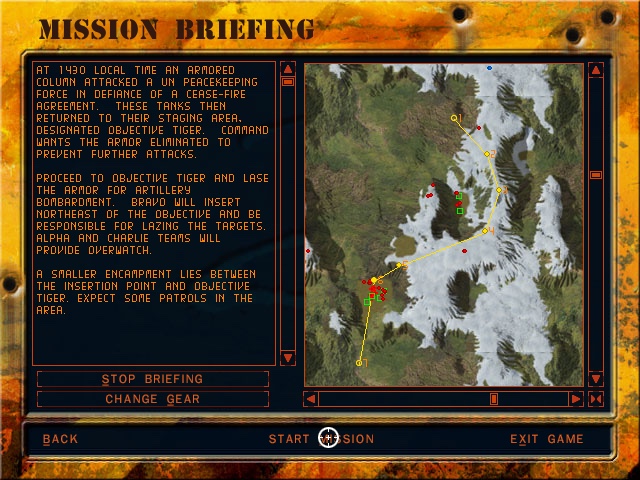 MISSION BRIEFING
AT 1430 LOCAL TIME AN ARMORED
COLUMN ATTACKED A UN PEACEKEEPING
FORCE IN DEFIANCE OF A CEASE-FIRE
AGREEMENT. THESE TANKS THEN
RETURNED TO THEIR STAGING AREA,
DESIGNATED OBJECTIVE TIGER. COMMAND
WANTS THE ARMOR ELIMINATED TO
PREVENT FURTHER ATTACKS.
PROCEED TO OBJECTIVE TIGER AND LASE
THE ARMOR FOR ARTILLERY
BOMBARDMENT. BRAVO WILL INSERT
NORTHEAST OF THE OBJECTIVE AND BE
RESPONSIBLE FOR LAZING THE TARGETS.
ALPHA AND CHARLIE TEAMS WILL
PROVIDE OVERWATCH.
A SMALLER ENCAMPMENT LIES BETWEEN
THE INSERTION POINT AND OBJECTIVE
TIGER. EXPECT SOME PATROLS IN THE
AREA.
STOP BRIEFING
CHANGE GEAR
BACK
START MISSION
EXIT GAME